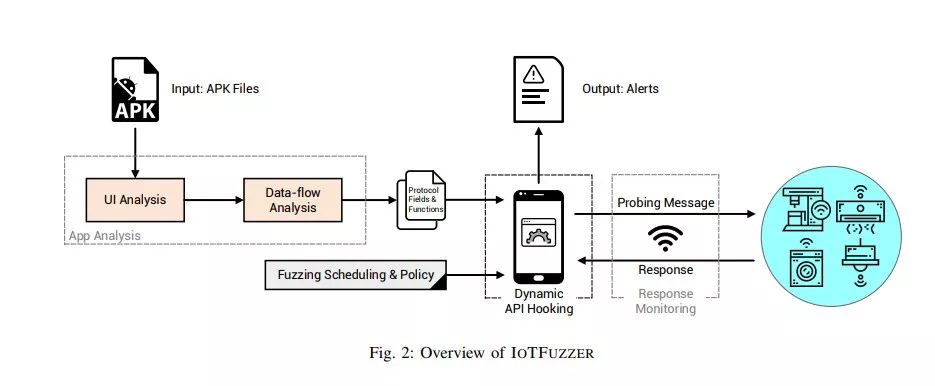 APK
Input: APK Files
Output: Alerts
UI Analysis
Data-flow
Analysis
App Analysis
Protocol
Fields &
Functions
Fuzzing Scheduling & Policy
Dynamic
API Hooking
Probing Message
Response
Response
Monitoring
Fig. 2: Overview of IOTFUZZER